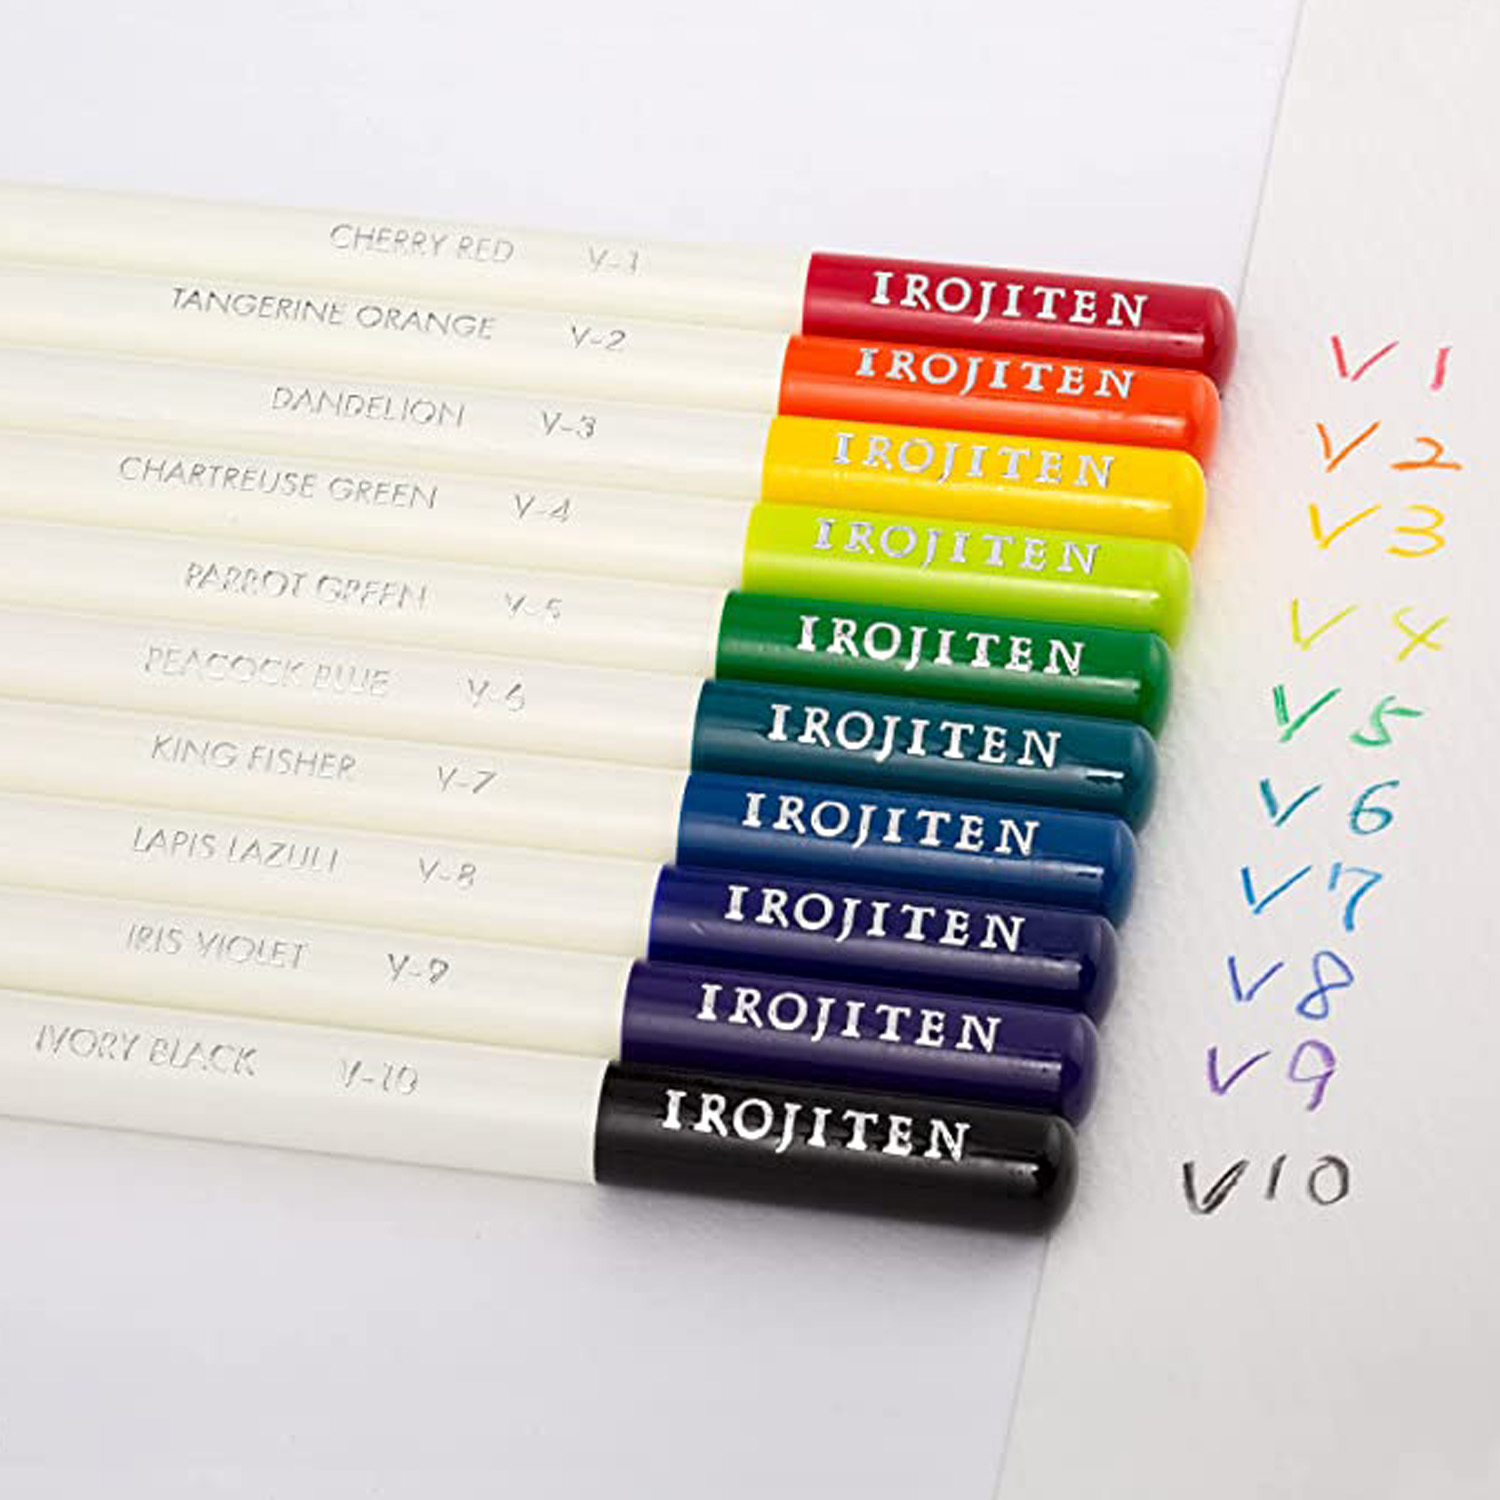 CHERRY RED V-1 IROJITEN V1
TANGERINE ORANGE V-2 IROJITEN V2
DANDELION V-3 IROJITEN V3
CHARTREUSE GREEN V-4 IROJITEN V4
PARROT GREEN V-5 IROJITEN V5
PEACOCK BLUE V-6 IROJITEN V6
KING FISHER V-7 IROJITEN V7
LAPIS LAZULI V-8 IROJITEN V8
IRIS VIOLET V-9 IROJITEN V9
IVORY BLACK V-10 IROJITEN V10